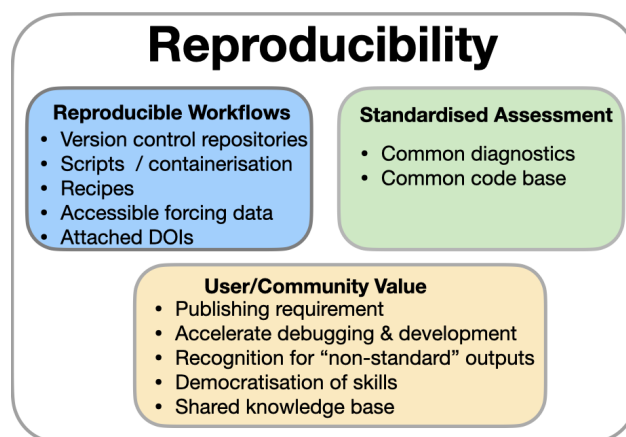 Reproducibility
Reproducible Workflows
• Version control repositories
• Scripts / containerisation
• Recipes
• Accessible forcing data
• Attached DOIs
Standardised Assessment
• Common diagnostics
• Common code base
User/Community Value
• Publishing requirement
• Accelerate debugging & development
• Recognition for “non-standard” outputs
• Democratisation of skills
• Shared knowledge base